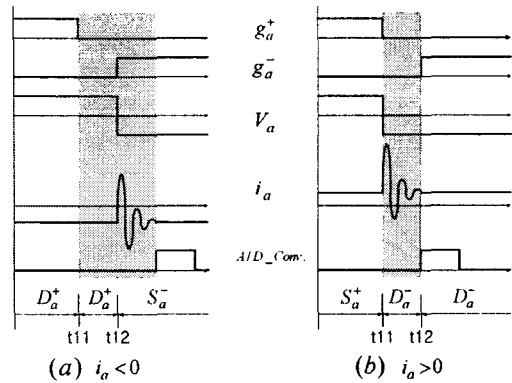 g_a^+
g_a^-
V_a
i_a
A/D_Conv.
D_a^+ D_a^+ S_a^-
S_a^+ D_a^- D_a^-
t11 t12
t11 t12
(a) i_a<0
(b) i_a>0